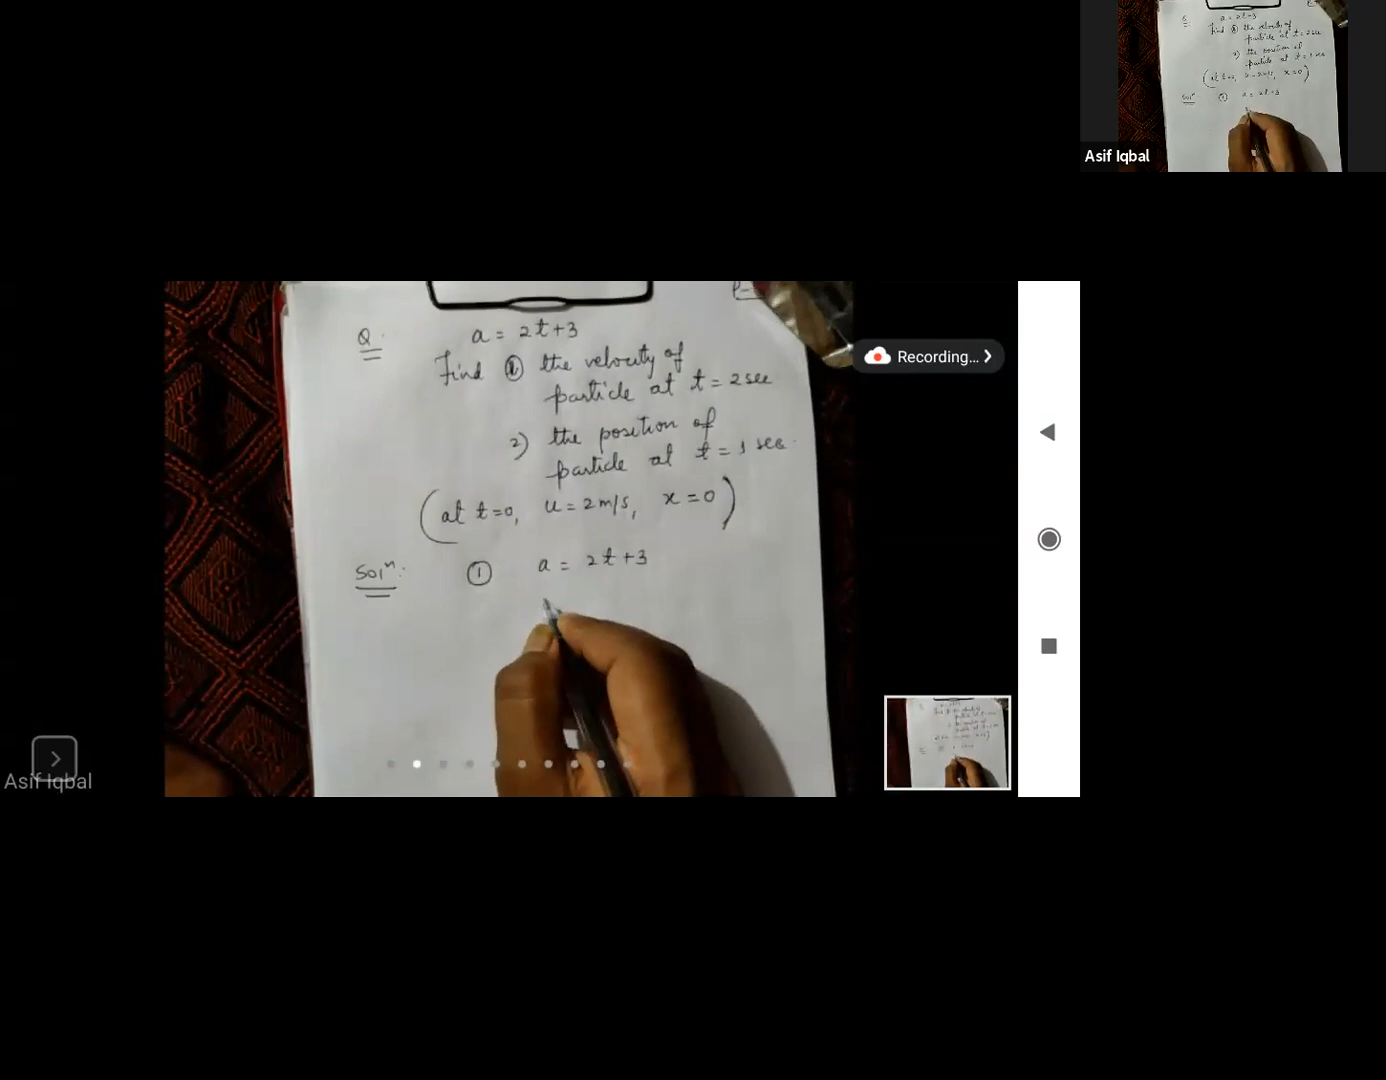 Asif Iqbal
Q.
a = 2t+3
Find ① the velocity of
particle at t = 2 sec
2) the position of
particle at t = 1 sec.
(at t=0, u = 2 m/s, x = 0)
Solⁿ: ① a = 2t+3
Recording...
Asif Iqbal